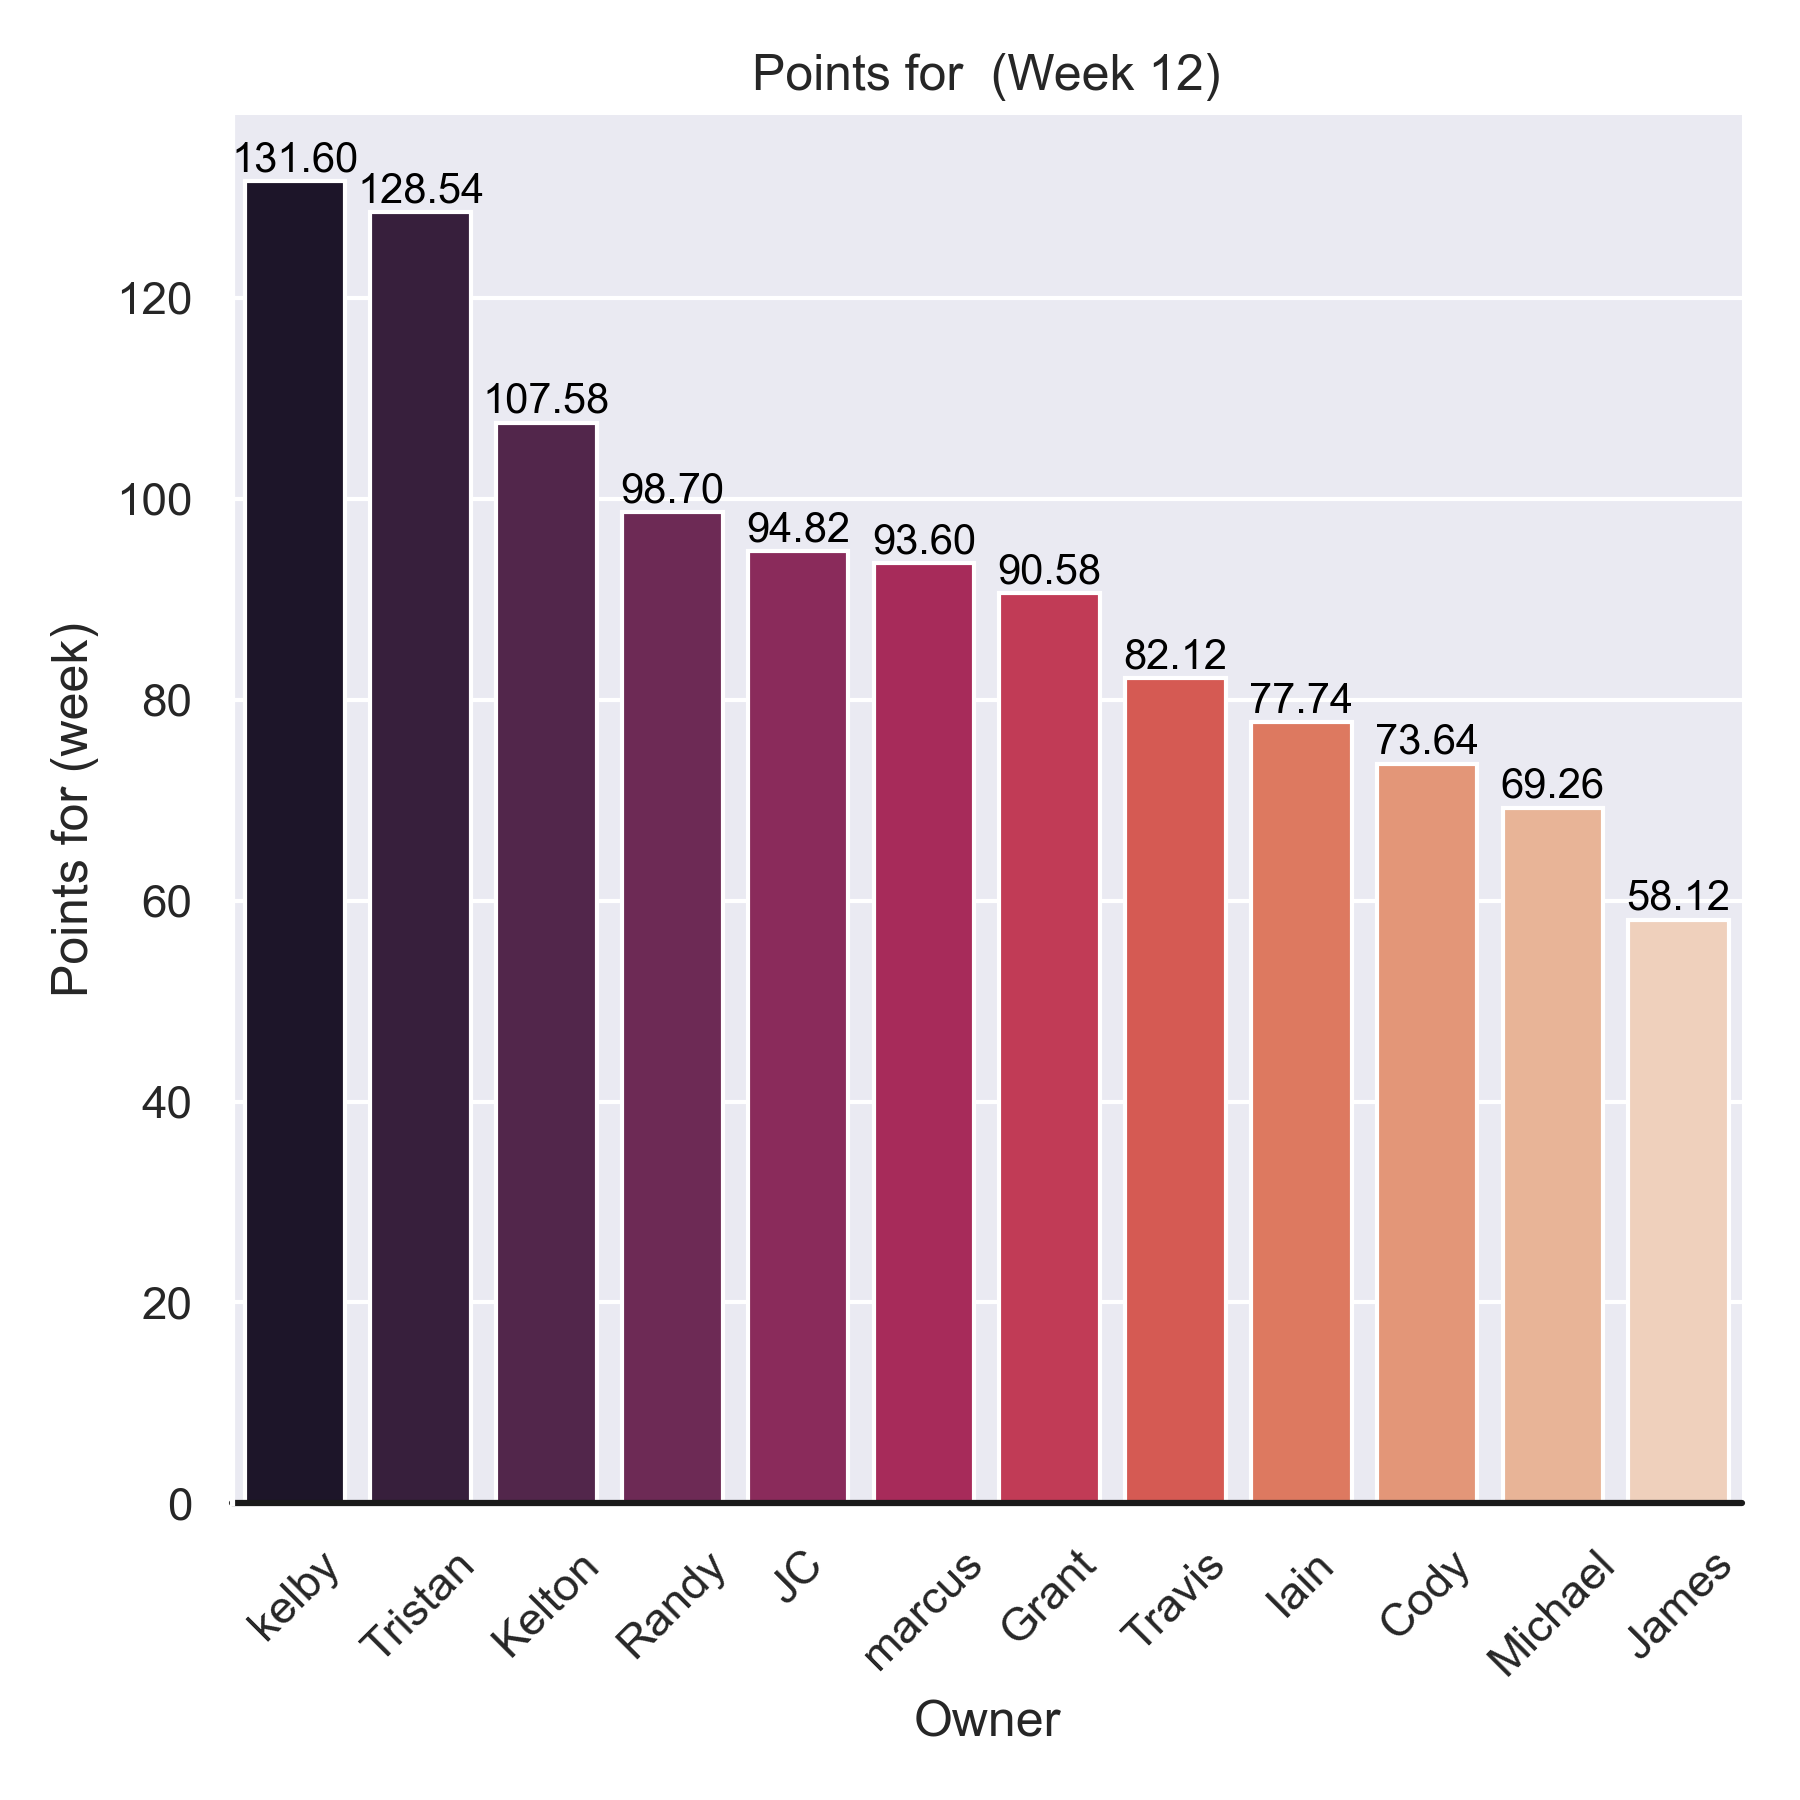 Points for  (Week 12)
131.60
128.54
107.58
98.70
94.82
93.60
90.58
82.12
77.74
73.64
69.26
58.12
Points for (week)
120
100
80
60
40
20
0
kelby
Tristan
Kelton
Randy
JC
marcus
Grant
Travis
Iain
Cody
Michael
James
Owner